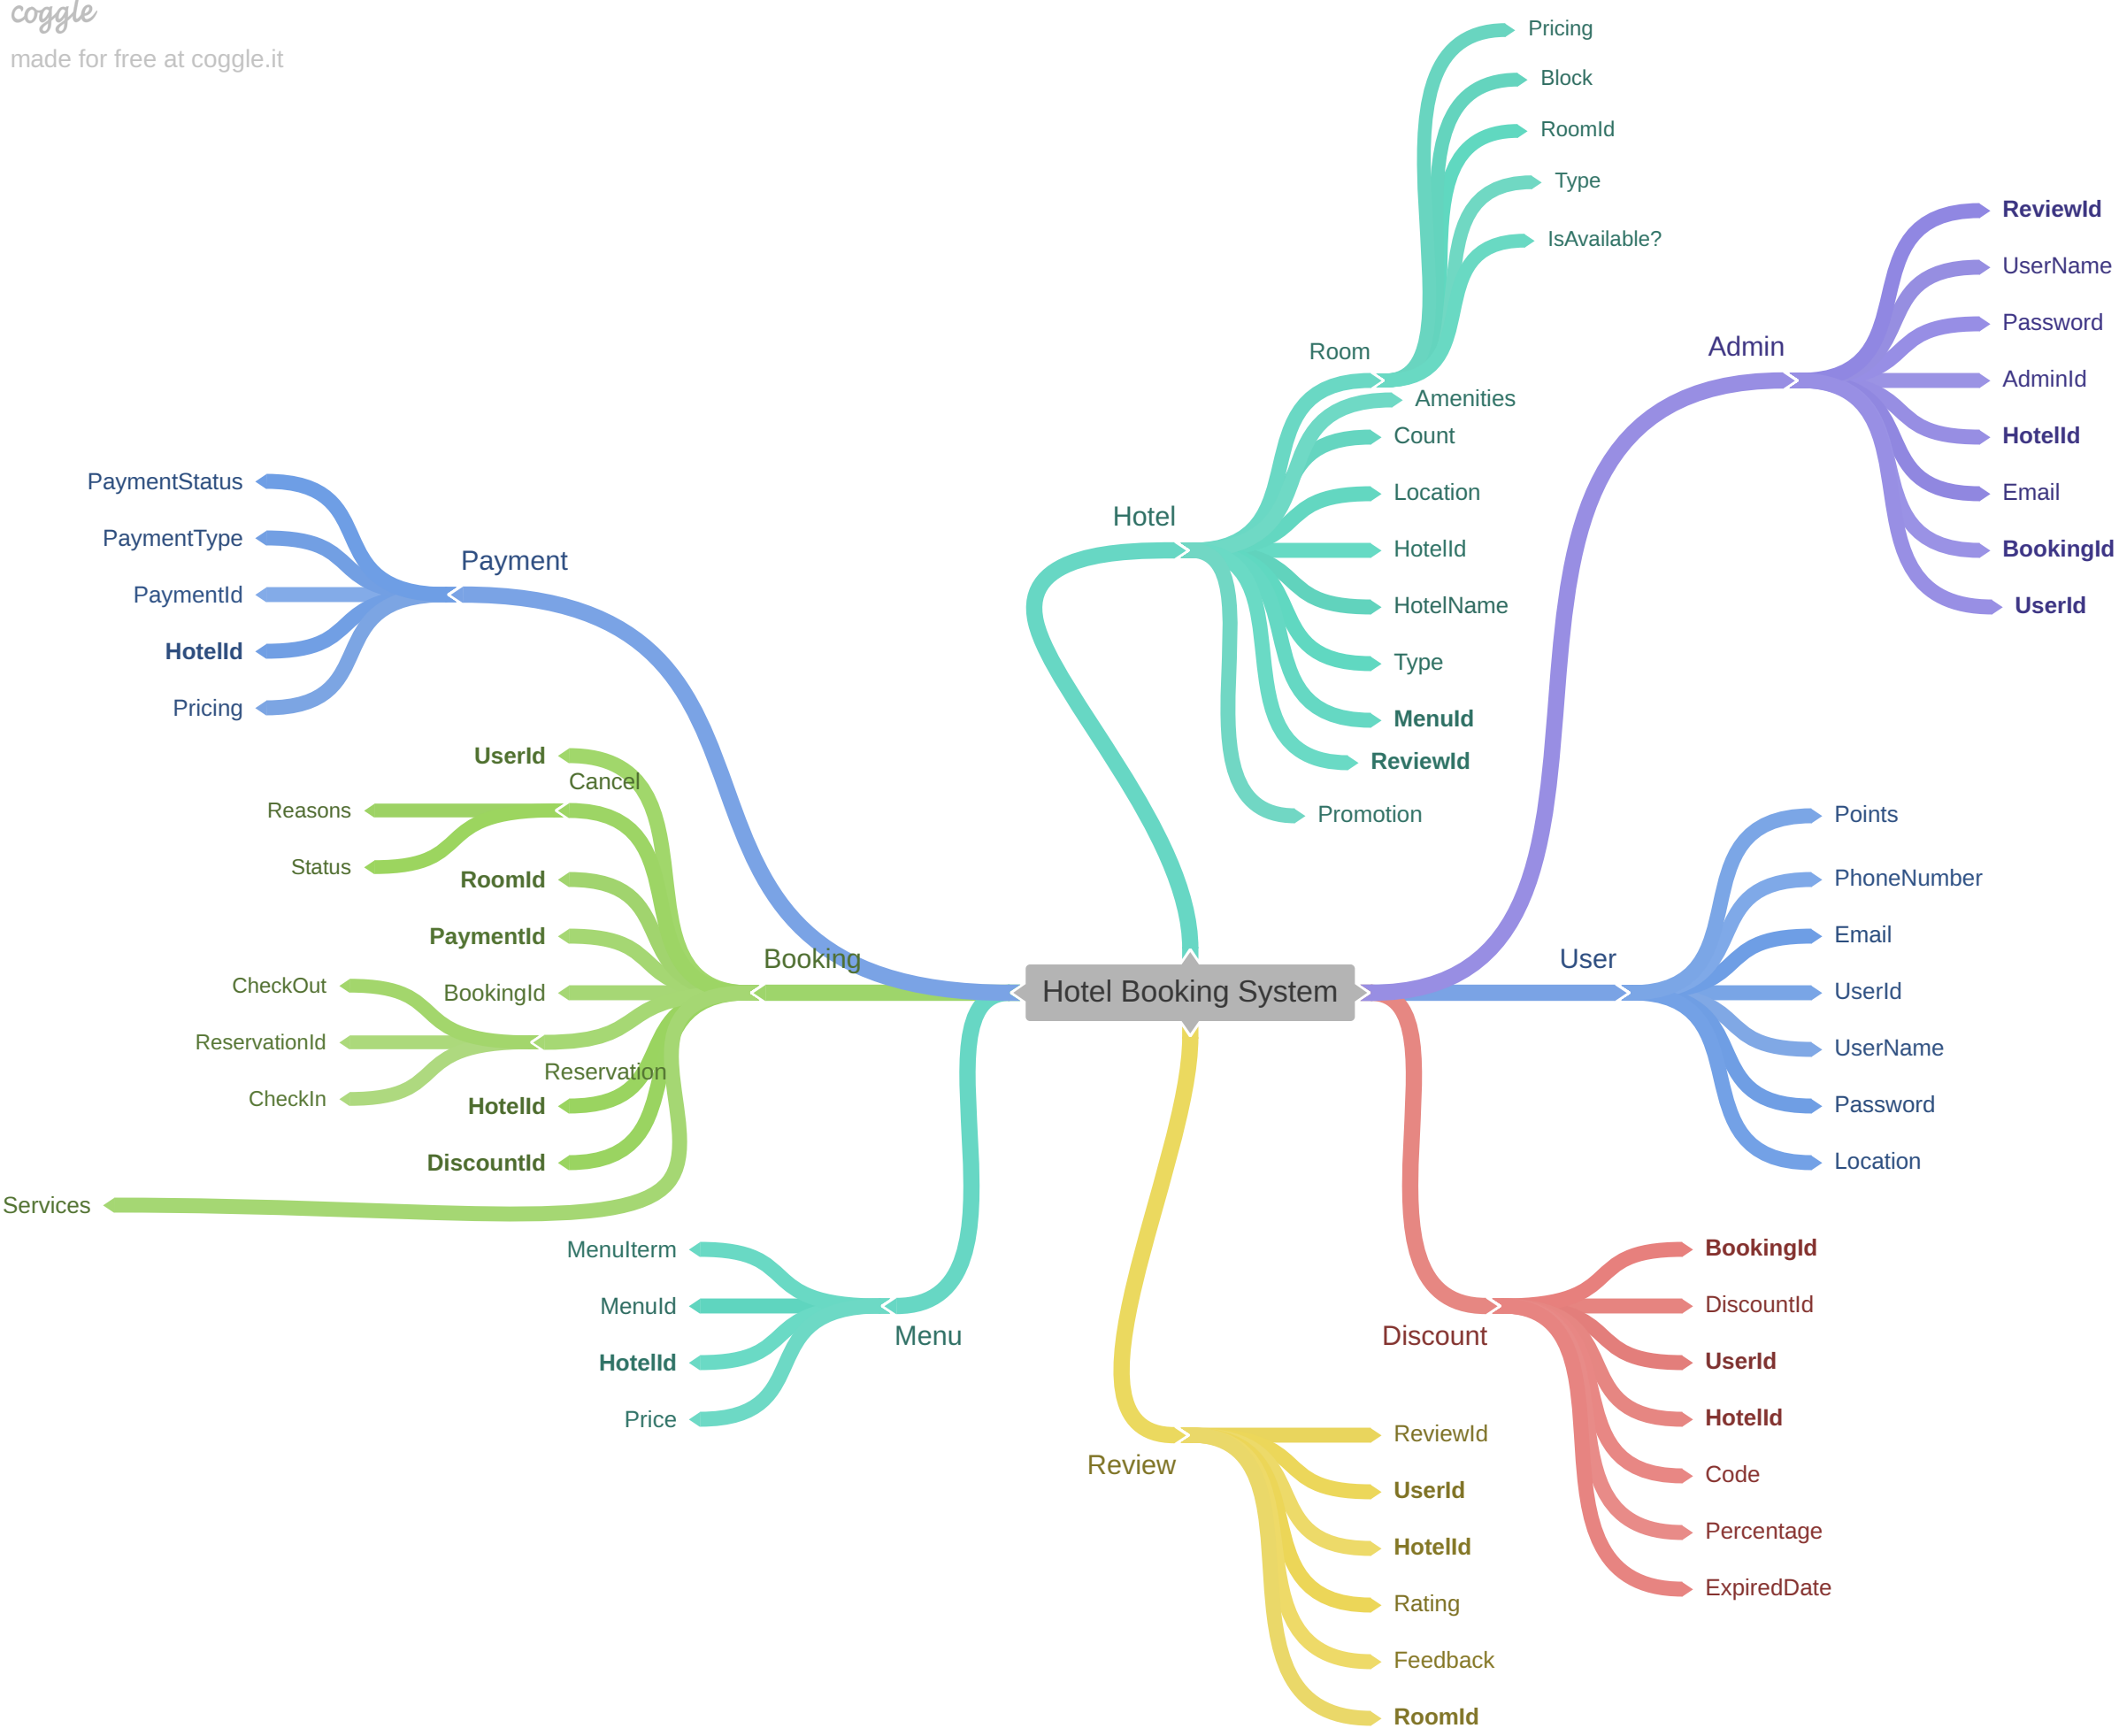 coggle
made for free at coggle.it
Hotel Booking System
Hotel
Room
Pricing
Block
RoomId
Type
IsAvailable?
Amenities
Count
Location
HotelId
HotelName
Type
MenuId
ReviewId
Promotion
Admin
ReviewId
UserName
Password
AdminId
HotelId
Email
BookingId
UserId
User
Points
PhoneNumber
Email
UserId
UserName
Password
Location
Discount
BookingId
DiscountId
UserId
HotelId
Code
Percentage
ExpiredDate
Review
ReviewId
UserId
HotelId
Rating
Feedback
RoomId
Payment
PaymentStatus
PaymentType
PaymentId
HotelId
Pricing
Booking
UserId
Cancel
Reasons
Status
RoomId
PaymentId
BookingId
Reservation
CheckOut
ReservationId
CheckIn
HotelId
DiscountId
Services
Menu
MenuIterm
MenuId
HotelId
Price